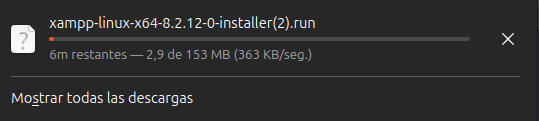 xampp-linux-x64-8.2.12-0-installer(2).run
6m restantes — 2,9 de 153 MB (363 KB/seg.)
Mostrar todas las descargas